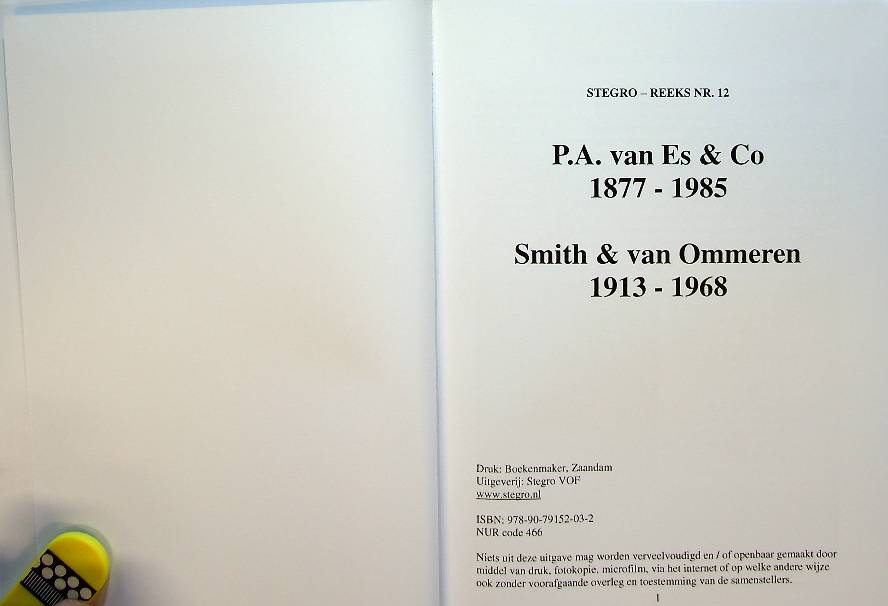 STEGRO – REEKS NR. 12
P.A. van Es & Co
1877 - 1985
Smith & van Ommeren
1913 - 1968
Druk: Boekenmaker, Zaandam
Uitgeverij: Stegro VOF
www.stegro.nl
ISBN: 978-90-79152-03-2
NUR code 466
Niets uit deze uitgave mag worden verveelvoudigd en / of openbaar gemaakt door
middel van druk, fotokopie, microfilm, via het internet of op welke andere wijze
ook zonder voorafgaande overleg en toestemming van de samenstellers.
1